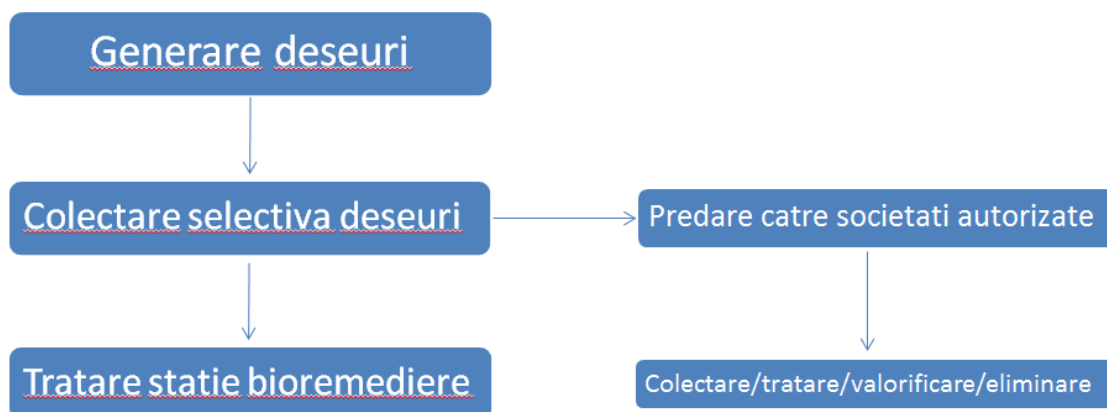 Generare deseuri
Colectare selectiva deseuri
Predare catre societati autorizate
Tratare statie bioremediere
Colectare/tratare/valorificare/eliminare